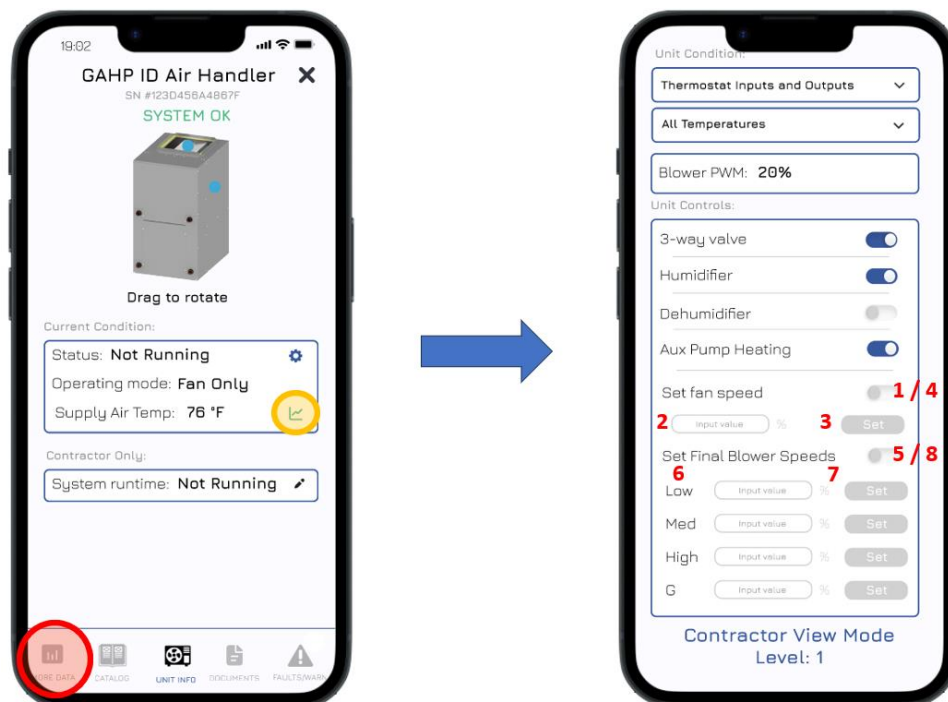 19:02
GAHP ID Air Handler
SN #123D456A4867F
SYSTEM OK
Drag to rotate
Current Condition:
Status: Not Running
Operating mode: Fan Only
Supply Air Temp: 76 °F
Contractor Only:
System runtime: Not Running
MORE DATA
CATALOG
UNIT INFO
DOCUMENTS
FAULTS/WARN
Unit Condition:
Thermostat Inputs and Outputs
All Temperatures
Blower PWM: 20%
Unit Controls:
3-way valve
Humidifier
Dehumidifier
Aux Pump Heating
Set fan speed 1 / 4
2 Input value % 3 Set
Set Final Blower Speeds 5 / 8
6 7
Low Input value % Set
Med Input value % Set
High Input value % Set
G Input value % Set
Contractor View Mode
Level: 1